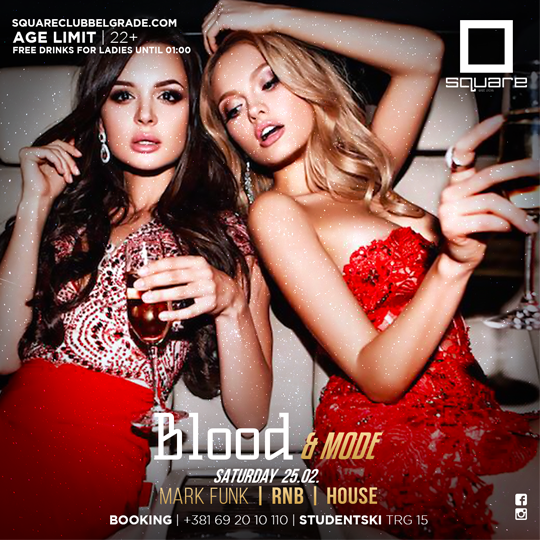 SQUARECLUBBELGRADE.COM
AGE LIMIT | 22+
FREE DRINKS FOR LADIES UNTIL 01:00
square
Blood & MODE
SATURDAY 25.02.
MARK FUNK | RNB | HOUSE
BOOKING | +381 69 20 10 110 | STUDENTSKI TRG 15